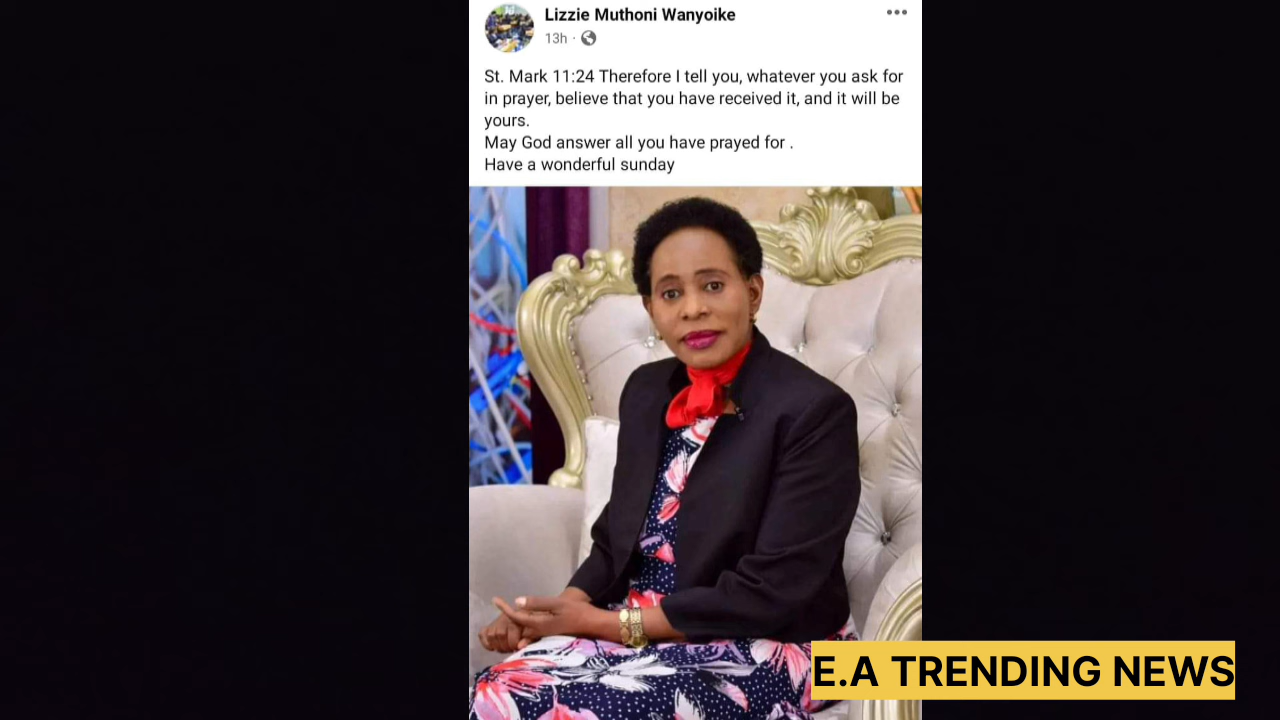 Lizzie Muthoni Wanyoike
13h ·
St. Mark 11:24 Therefore I tell you, whatever you ask for
in prayer, believe that you have received it, and it will be
yours.
May God answer all you have prayed for .
Have a wonderful sunday
E.A TRENDING NEWS